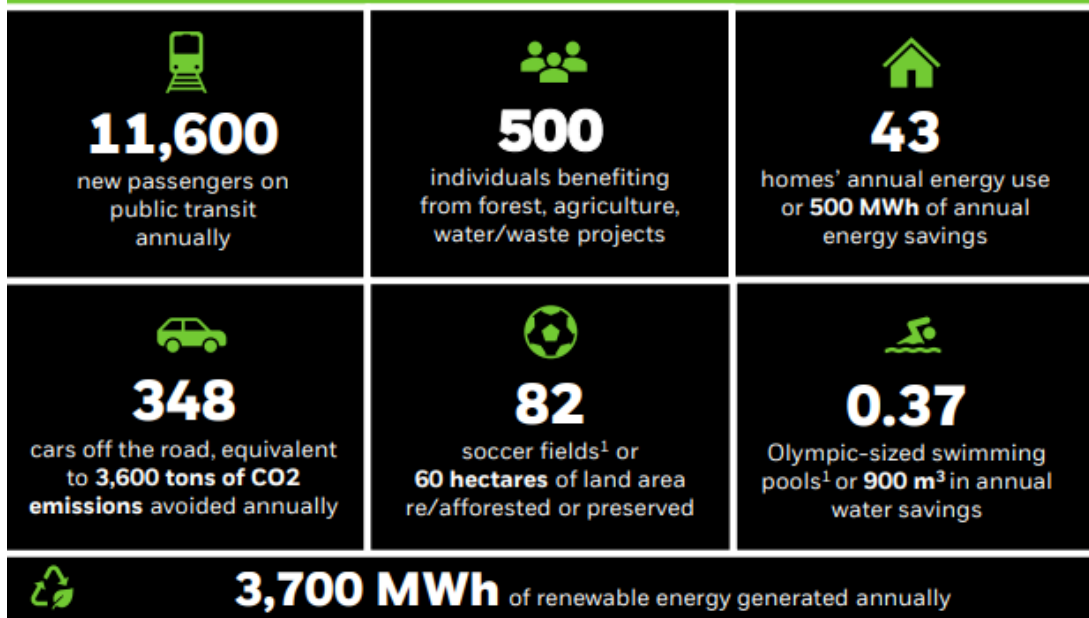 11,600
new passengers on
public transit
annually
500
individuals benefiting
from forest, agriculture,
water/waste projects
43
homes’ annual energy use
or 500 MWh of annual
energy savings
348
cars off the road, equivalent
to 3,600 tons of CO2
emissions avoided annually
82
soccer fields¹ or
60 hectares of land area
re/afforested or preserved
0.37
Olympic-sized swimming
pools¹ or 900 m³ in annual
water savings
3,700 MWh of renewable energy generated annually